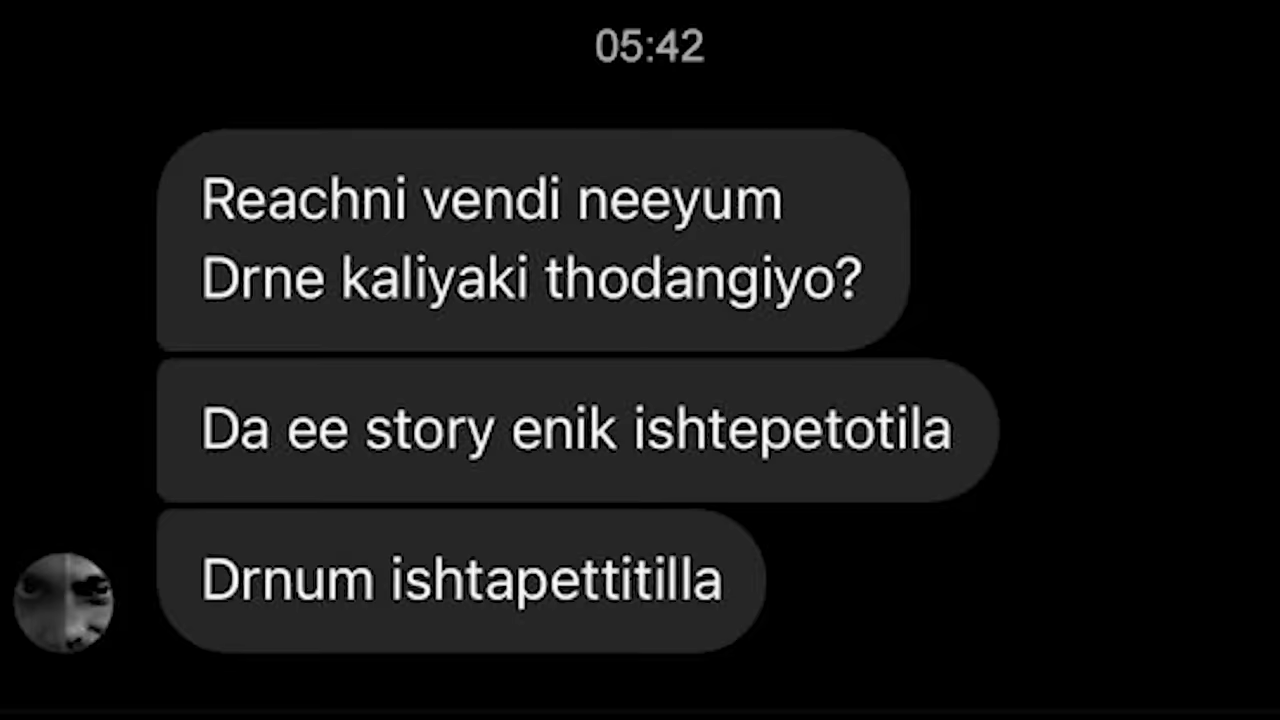 05:42
Reachni vendi neeyum
Drne kaliyaki thodangiyo?
Da ee story enik ishtepetotila
Drnum ishtapettitilla